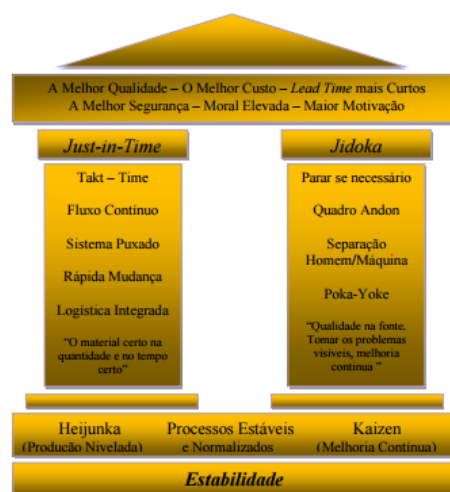 A Melhor Qualidade – O Melhor Custo – Lead Time mais Curtos
A Melhor Segurança – Moral Elevada – Maior Motivação
Just-in-Time
Takt – Time
Fluxo Contínuo
Sistema Puxado
Rápida Mudança
Logística Integrada
“O material certo na
quantidade e no tempo
certo”
Jidoka
Parar se necessário
Quadro Andon
Separação
Homem/Máquina
Poka-Yoke
“Qualidade na fonte.
Tomar os problemas
visíveis, melhoria
continua ”
Heijunka
(Producão Nivelada)
Processos Estáveis
e Normalizados
Kaizen
(Melhoria Contínua)
Estabilidade